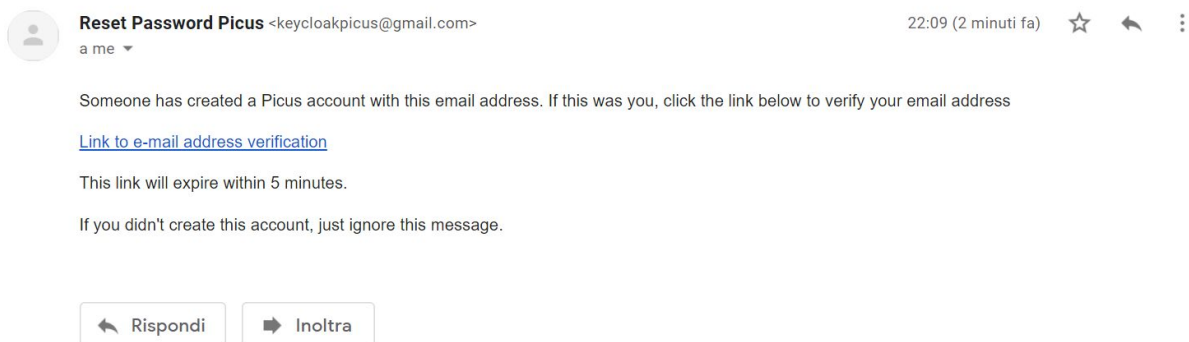 Reset Password Picus <keycloakpicus@gmail.com> 22:09 (2 minuti fa)
a me
Someone has created a Picus account with this email address. If this was you, click the link below to verify your email address
Link to e-mail address verification
This link will expire within 5 minutes.
If you didn't create this account, just ignore this message.
Rispondi Inoltra